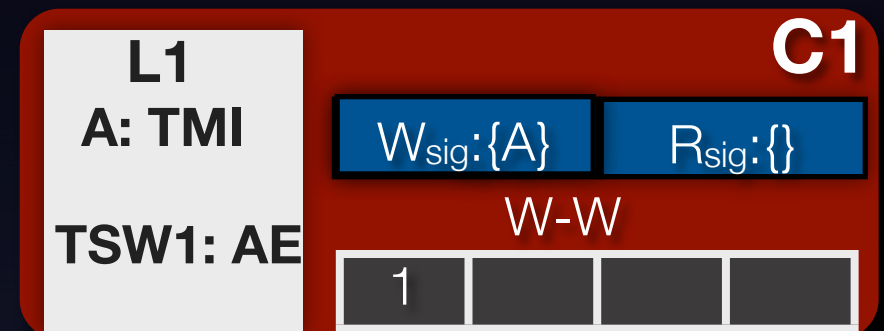 C1
L1
A: TMI
TSW1: AE
Wsig:{A}
Rsig:{}
W-W
1